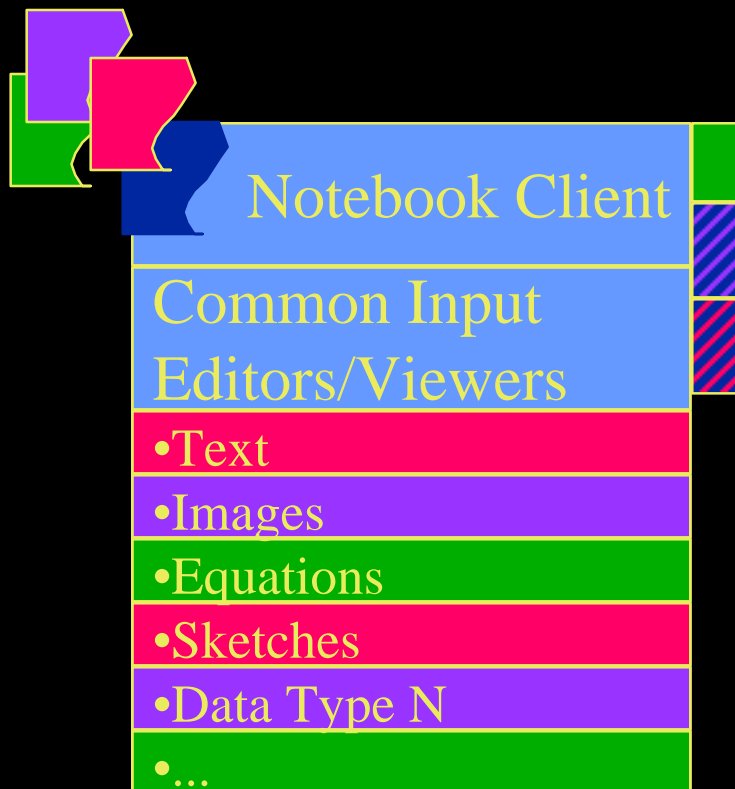 Notebook Client
Common Input
Editors/Viewers
•Text
•Images
•Equations
•Sketches
•Data Type N
•...